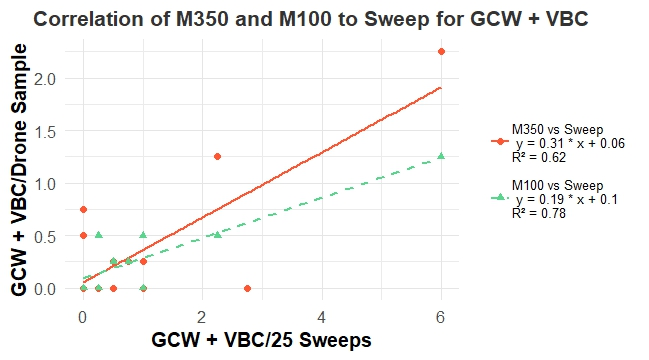 Correlation of M350 and M100 to Sweep for GCW + VBC
GCW + VBC/Drone Sample
2.0
1.5
1.0
0.5
0.0
0
2
4
6
GCW + VBC/25 Sweeps
M350 vs Sweep
y = 0.31 * x + 0.06
R² = 0.62
M100 vs Sweep
y = 0.19 * x + 0.1
R² = 0.78